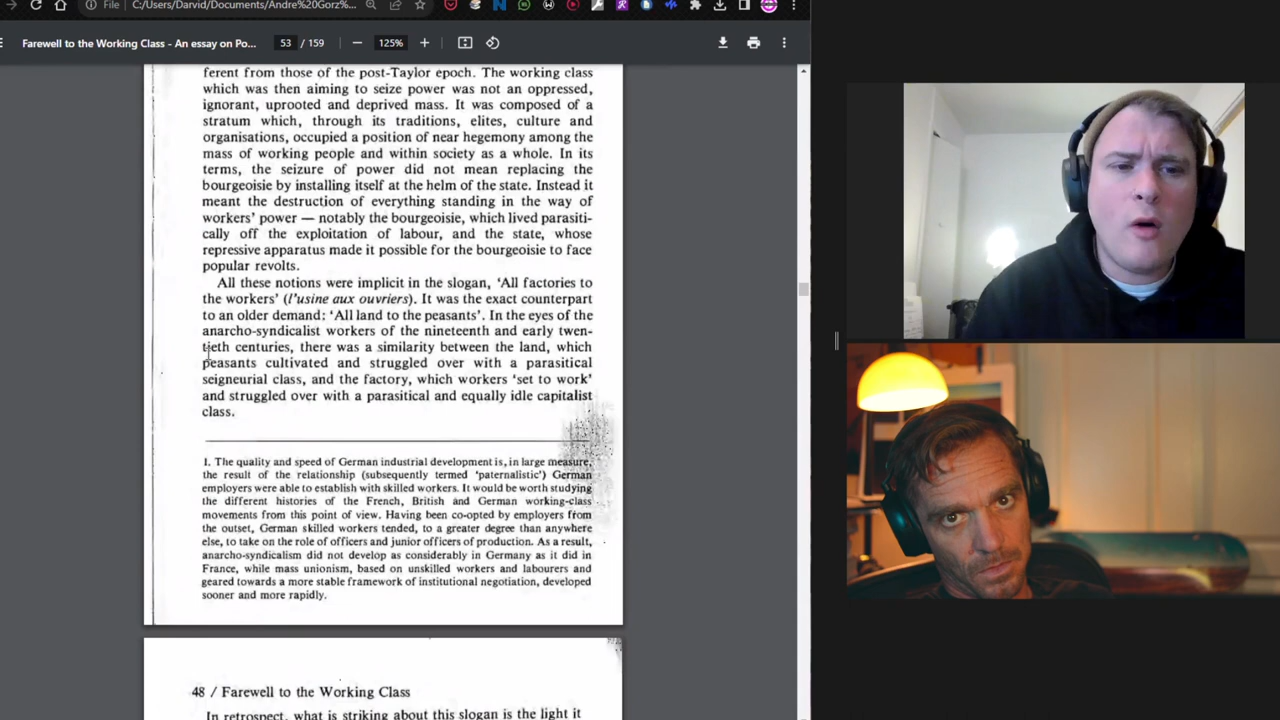 File
C:/Users/Darvid/Documents/Andre%20Gorz...
Farewell to the Working Class - An essay on Po...
53 / 159
125%
ferent from those of the post-Taylor epoch. The working class
which was then aiming to seize power was not an oppressed,
ignorant, uprooted and deprived mass. It was composed of a
stratum which, through its traditions, elites, culture and
organisations, occupied a position of near hegemony among the
mass of working people and within society as a whole. In its
terms, the seizure of power did not mean replacing the
bourgeoisie by installing itself at the helm of the state. Instead it
meant the destruction of everything standing in the way of
workers' power — notably the bourgeoisie, which lived parasiti-
cally off the exploitation of labour, and the state, whose
repressive apparatus made it possible for the bourgeoisie to face
popular revolts.
All these notions were implicit in the slogan, 'All factories to
the workers' (l'usine aux ouvriers). It was the exact counterpart
to an older demand: 'All land to the peasants'. In the eyes of the
anarcho-syndicalist workers of the nineteenth and early twen-
tieth centuries, there was a similarity between the land, which
peasants cultivated and struggled over with a parasitical
seigneurial class, and the factory, which workers 'set to work'
and struggled over with a parasitical and equally idle capitalist
class.
1. The quality and speed of German industrial development is, in large measure,
the result of the relationship (subsequently termed 'paternalistic') German
employers were able to establish with skilled workers. It would be worth studying
the different histories of the French, British and German working-class
movements from this point of view. Having been co-opted by employers from
the outset, German skilled workers tended, to a greater degree than anywhere
else, to take on the role of officers and junior officers of production. As a result,
anarcho-syndicalism did not develop as considerably in Germany as it did in
France, while mass unionism, based on unskilled workers and labourers and
geared towards a more stable framework of institutional negotiation, developed
sooner and more rapidly.
48 / Farewell to the Working Class
In retrospect, what is striking about this slogan is the light it